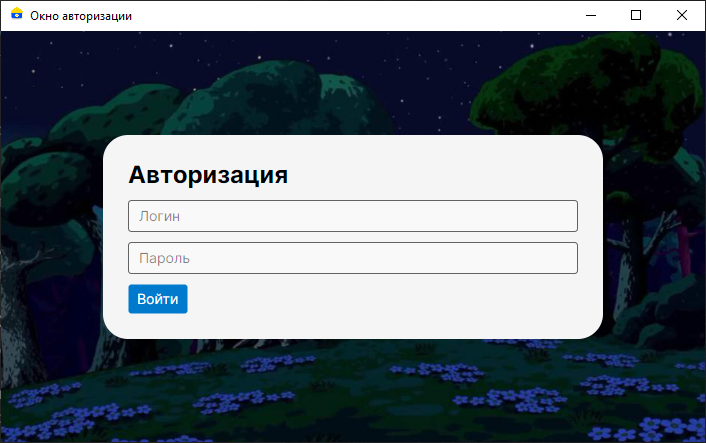 Окно авторизации
Авторизация
Логин
Пароль
Войти